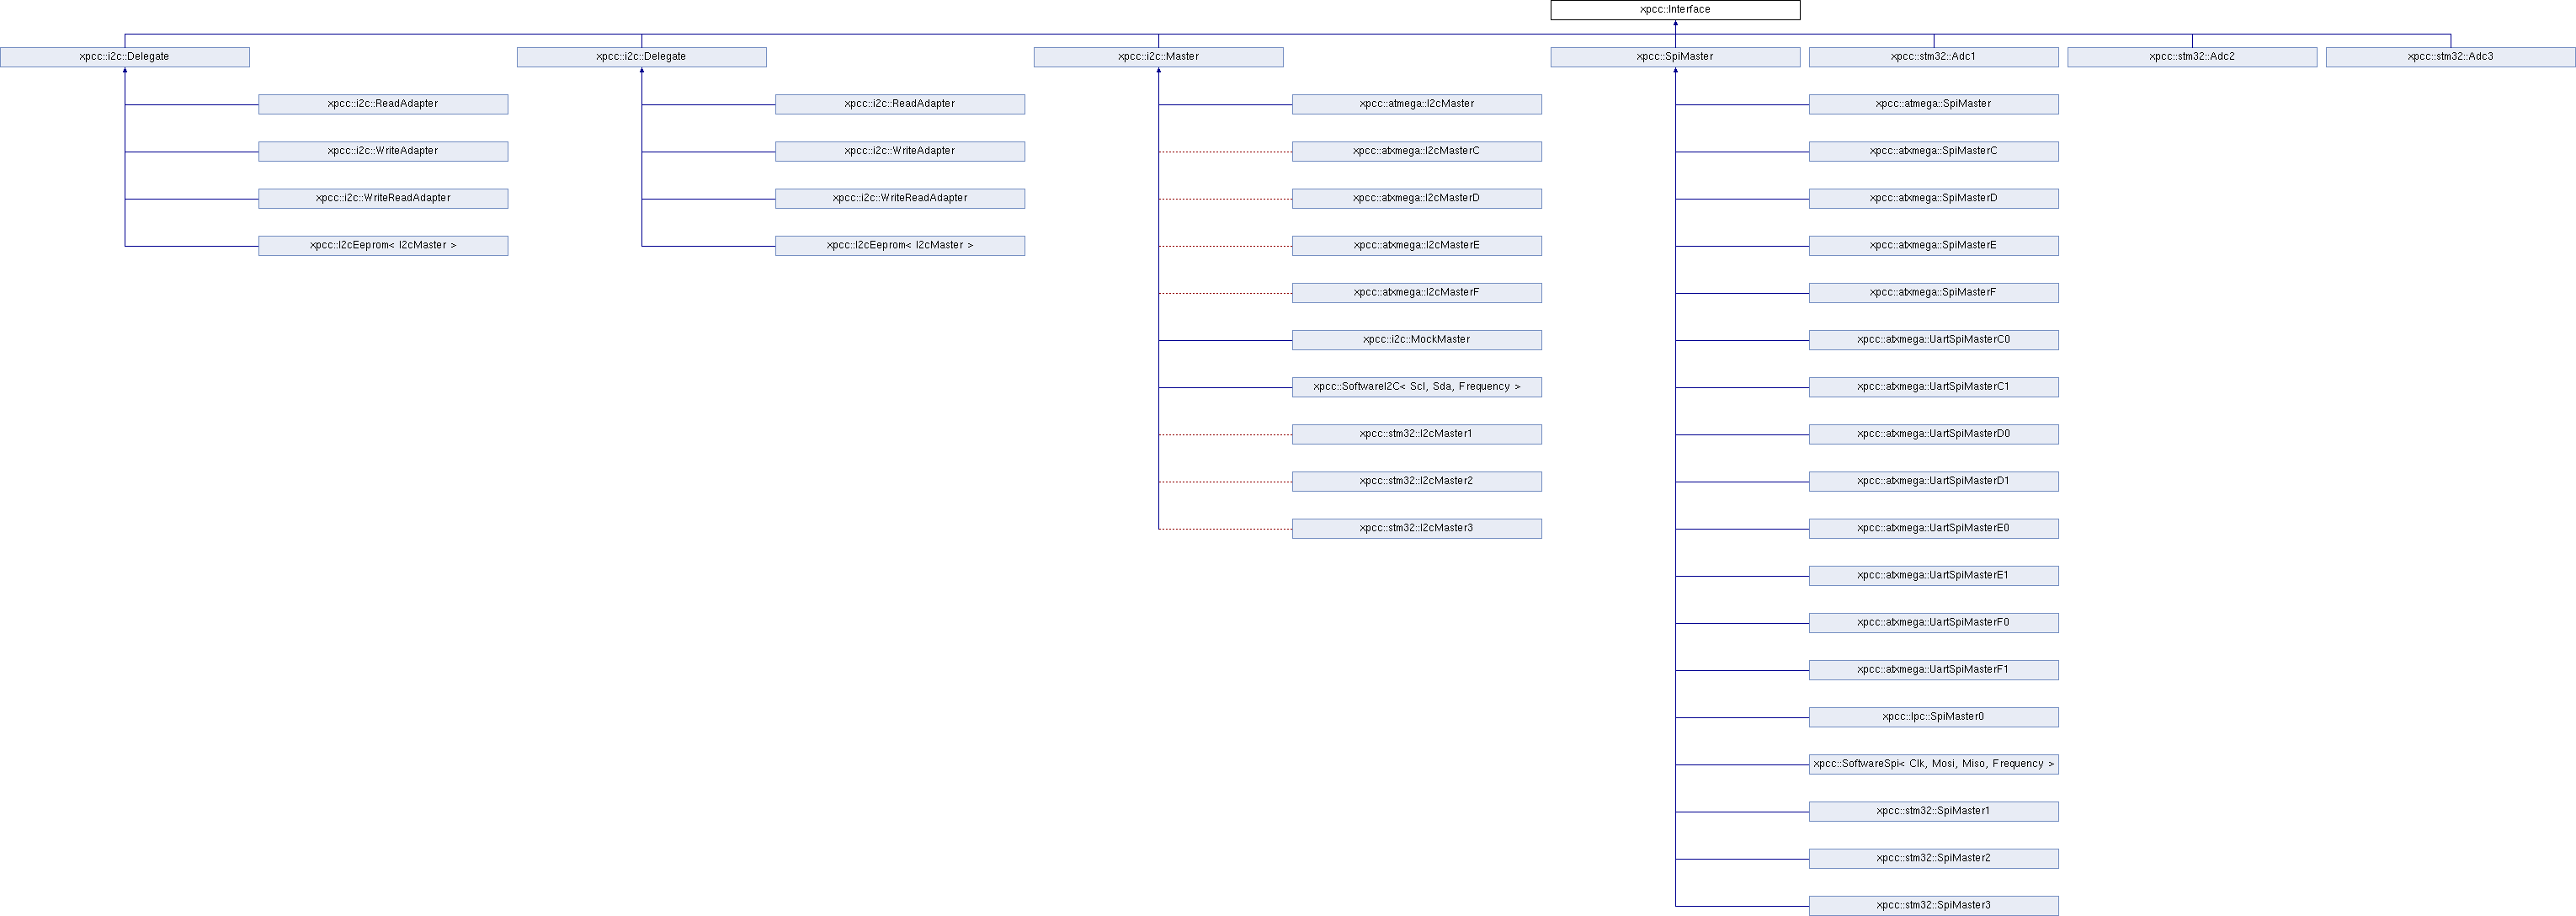 xpcc::Interface
xpcc::i2c::Delegate
xpcc::i2c::Delegate
xpcc::i2c::Master
xpcc::SpiMaster
xpcc::stm32::Adc1
xpcc::stm32::Adc2
xpcc::stm32::Adc3
xpcc::i2c::ReadAdapter
xpcc::i2c::ReadAdapter
xpcc::atmega::I2cMaster
xpcc::atmega::SpiMaster
xpcc::i2c::WriteAdapter
xpcc::i2c::WriteAdapter
xpcc::atxmega::I2cMasterC
xpcc::atxmega::SpiMasterC
xpcc::i2c::WriteReadAdapter
xpcc::i2c::WriteReadAdapter
xpcc::atxmega::I2cMasterD
xpcc::atxmega::SpiMasterD
xpcc::I2cEeprom< I2cMaster >
xpcc::I2cEeprom< I2cMaster >
xpcc::atxmega::I2cMasterE
xpcc::atxmega::SpiMasterE
xpcc::atxmega::I2cMasterF
xpcc::atxmega::SpiMasterF
xpcc::i2c::MockMaster
xpcc::atxmega::UartSpiMasterC0
xpcc::SoftwareI2C< Scl, Sda, Frequency >
xpcc::atxmega::UartSpiMasterC1
xpcc::stm32::I2cMaster1
xpcc::atxmega::UartSpiMasterD0
xpcc::stm32::I2cMaster2
xpcc::atxmega::UartSpiMasterD1
xpcc::stm32::I2cMaster3
xpcc::atxmega::UartSpiMasterE0
xpcc::atxmega::UartSpiMasterE1
xpcc::atxmega::UartSpiMasterF0
xpcc::atxmega::UartSpiMasterF1
xpcc::lpc::SpiMaster0
xpcc::SoftwareSpi< Clk, Mosi, Miso, Frequency >
xpcc::stm32::SpiMaster1
xpcc::stm32::SpiMaster2
xpcc::stm32::SpiMaster3